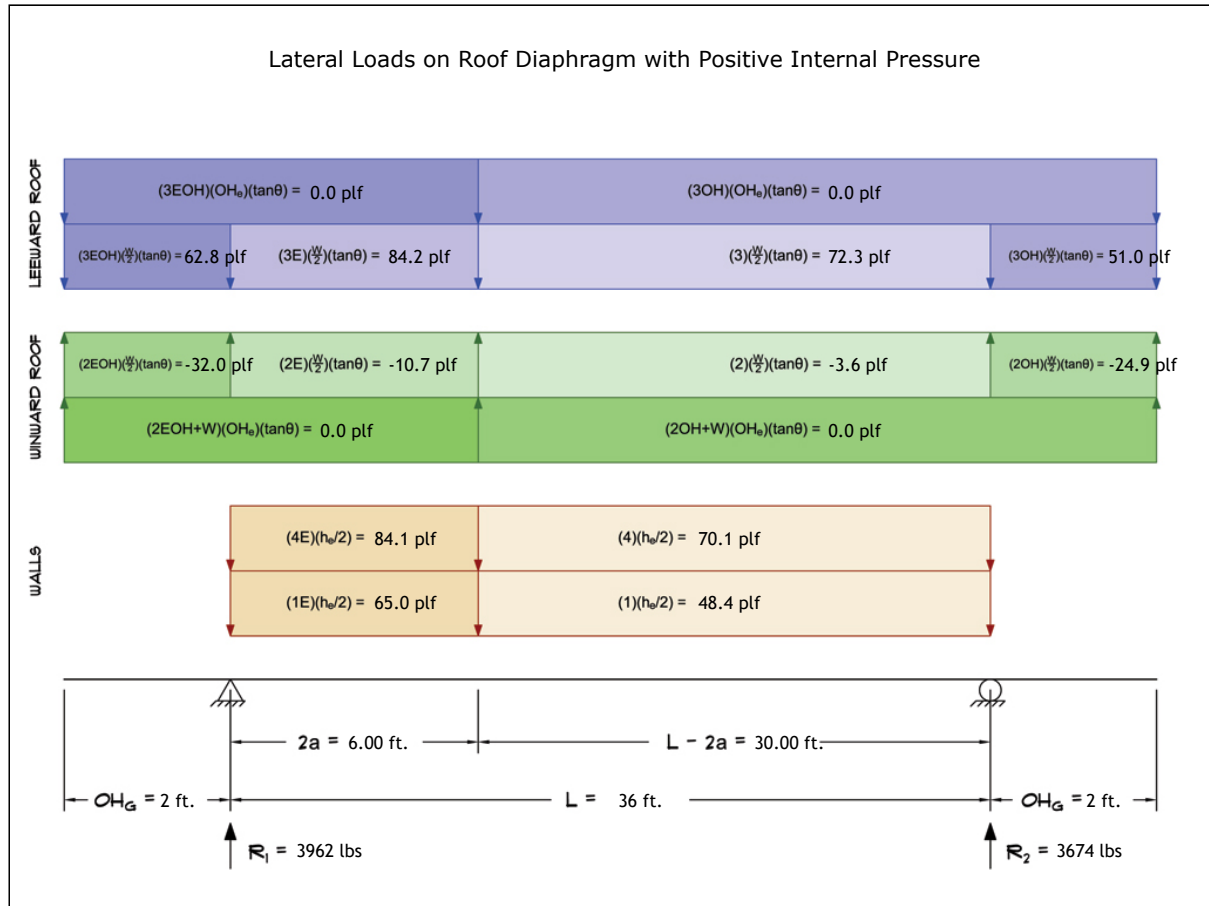 Lateral Loads on Roof Diaphragm with Positive Internal Pressure
LEEWARD ROOF
(3EOH)(OHₑ)(tanθ) = 0.0 plf
(3OH)(OHₑ)(tanθ) = 0.0 plf
(3EOH)(W/2)(tanθ) = 62.8 plf
(3E)(W/2)(tanθ) = 84.2 plf
(3)(W/2)(tanθ) = 72.3 plf
(3OH)(W/2)(tanθ) = 51.0 plf
WINWARD ROOF
(2EOH)(W/2)(tanθ) = -32.0 plf
(2E)(W/2)(tanθ) = -10.7 plf
(2)(W/2)(tanθ) = -3.6 plf
(2OH)(W/2)(tanθ) = -24.9 plf
(2EOH+W)(OHₑ)(tanθ) = 0.0 plf
(2OH+W)(OHₑ)(tanθ) = 0.0 plf
WALLS
(4E)(hₑ/2) = 84.1 plf
(4)(hₑ/2) = 70.1 plf
(1E)(hₑ/2) = 65.0 plf
(1)(hₑ/2) = 48.4 plf
2a = 6.00 ft.
L - 2a = 30.00 ft.
OH_G = 2 ft.
L = 36 ft.
OH_G = 2 ft.
R₁ = 3962 lbs
R₂ = 3674 lbs